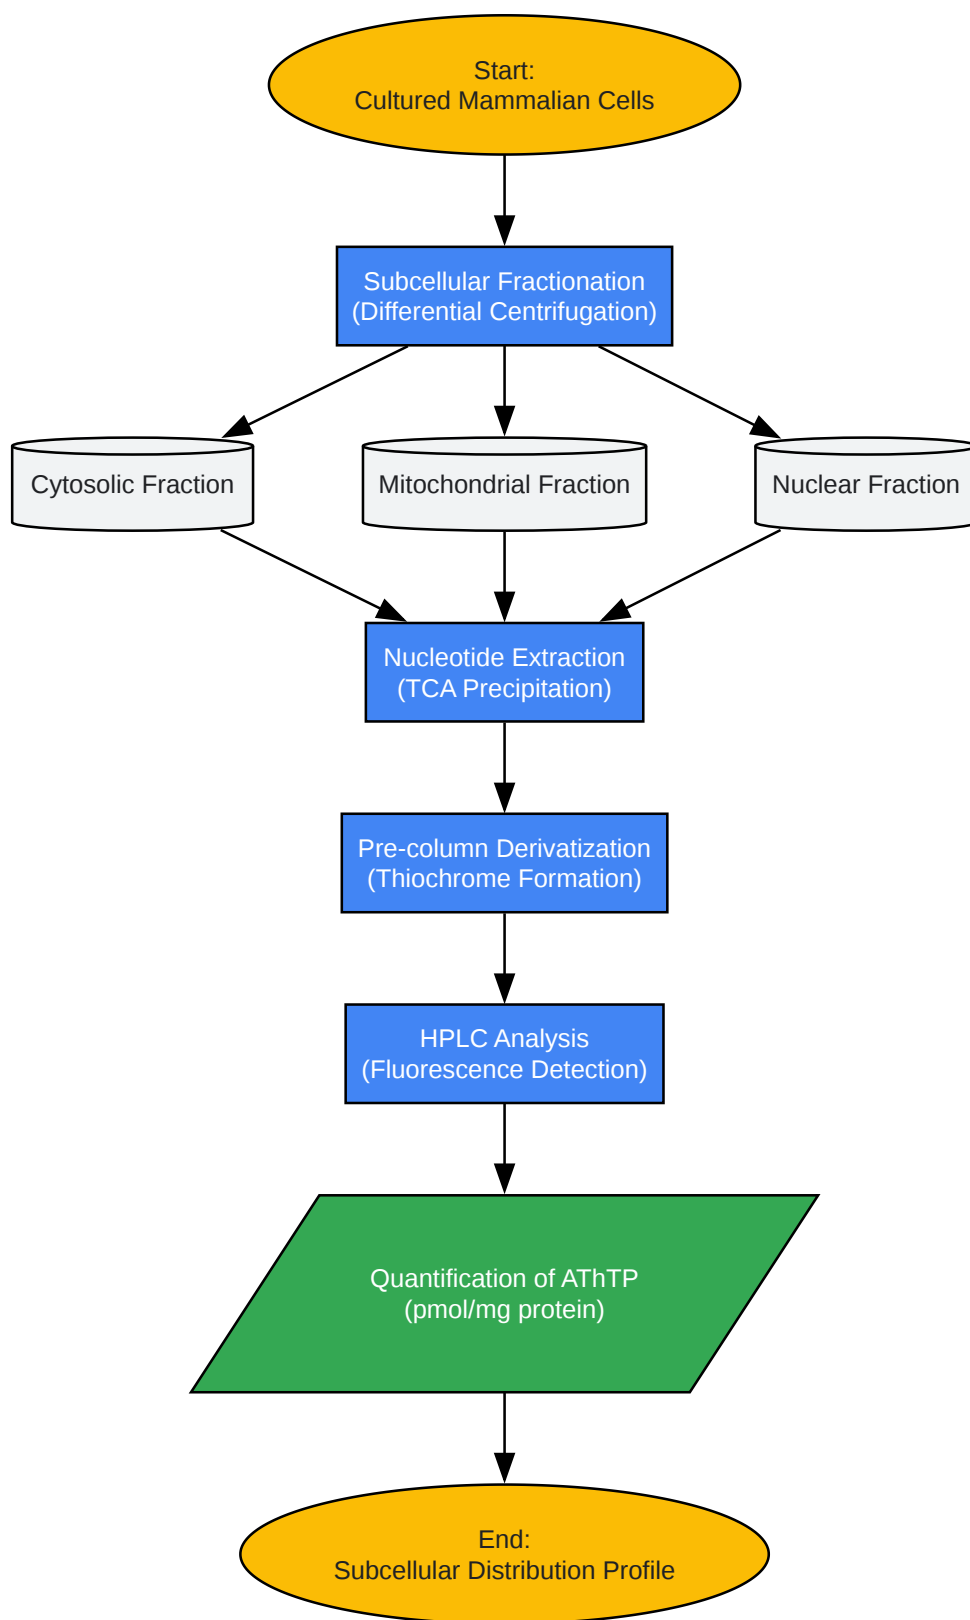 Start:
Cultured Mammalian Cells
Subcellular Fractionation
(Differential Centrifugation)
Cytosolic Fraction
Mitochondrial Fraction
Nuclear Fraction
Nucleotide Extraction
(TCA Precipitation)
Pre-column Derivatization
(Thiochrome Formation)
HPLC Analysis
(Fluorescence Detection)
Quantification of AThTP
(pmol/mg protein)
End:
Subcellular Distribution Profile